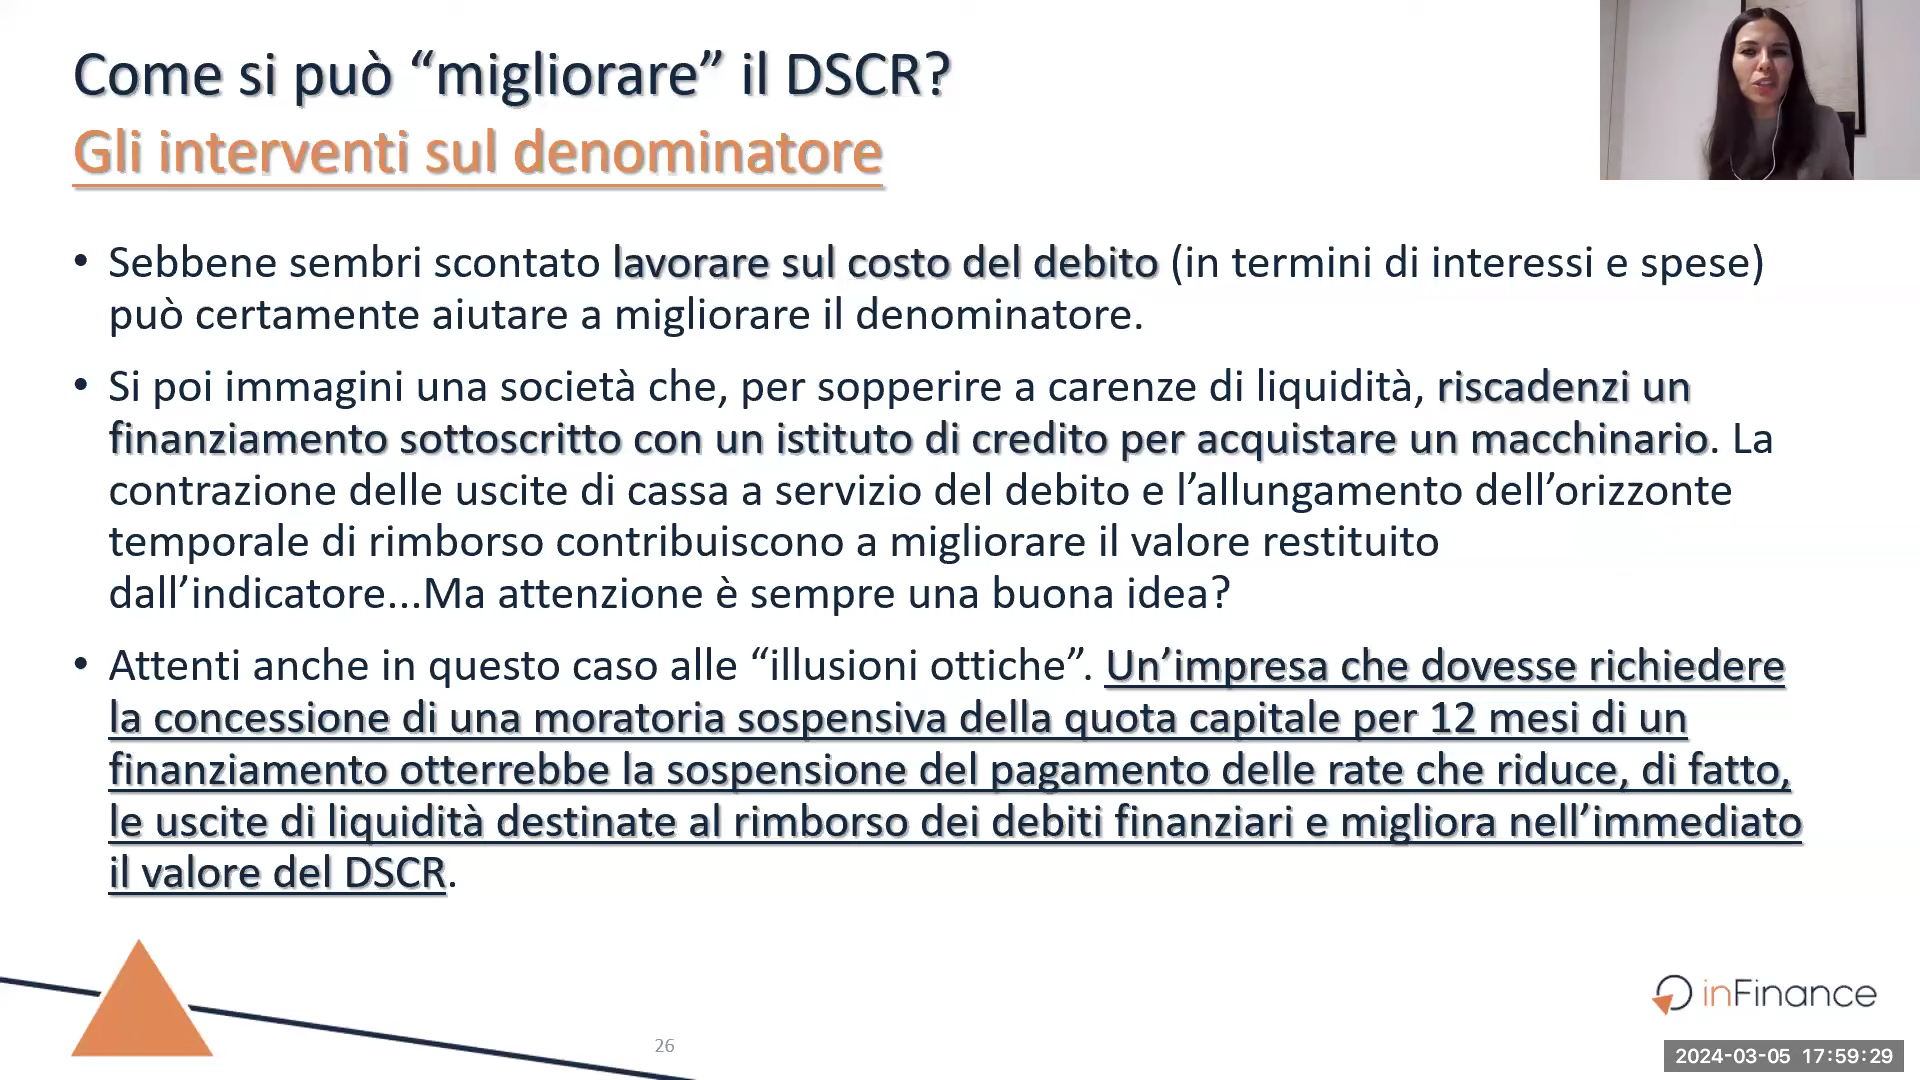 Come si può “migliorare” il DSCR?
Gli interventi sul denominatore
• Sebbene sembri scontato lavorare sul costo del debito (in termini di interessi e spese)
può certamente aiutare a migliorare il denominatore.
• Si poi immagini una società che, per sopperire a carenze di liquidità, riscadenzi un
finanziamento sottoscritto con un istituto di credito per acquistare un macchinario. La
contrazione delle uscite di cassa a servizio del debito e l’allungamento dell’orizzonte
temporale di rimborso contribuiscono a migliorare il valore restituito
dall’indicatore...Ma attenzione è sempre una buona idea?
• Attenti anche in questo caso alle “illusioni ottiche”. Un’impresa che dovesse richiedere
la concessione di una moratoria sospensiva della quota capitale per 12 mesi di un
finanziamento otterrebbe la sospensione del pagamento delle rate che riduce, di fatto,
le uscite di liquidità destinate al rimborso dei debiti finanziari e migliora nell’immediato
il valore del DSCR.
inFinance
26
2024-03-05 17:59:29